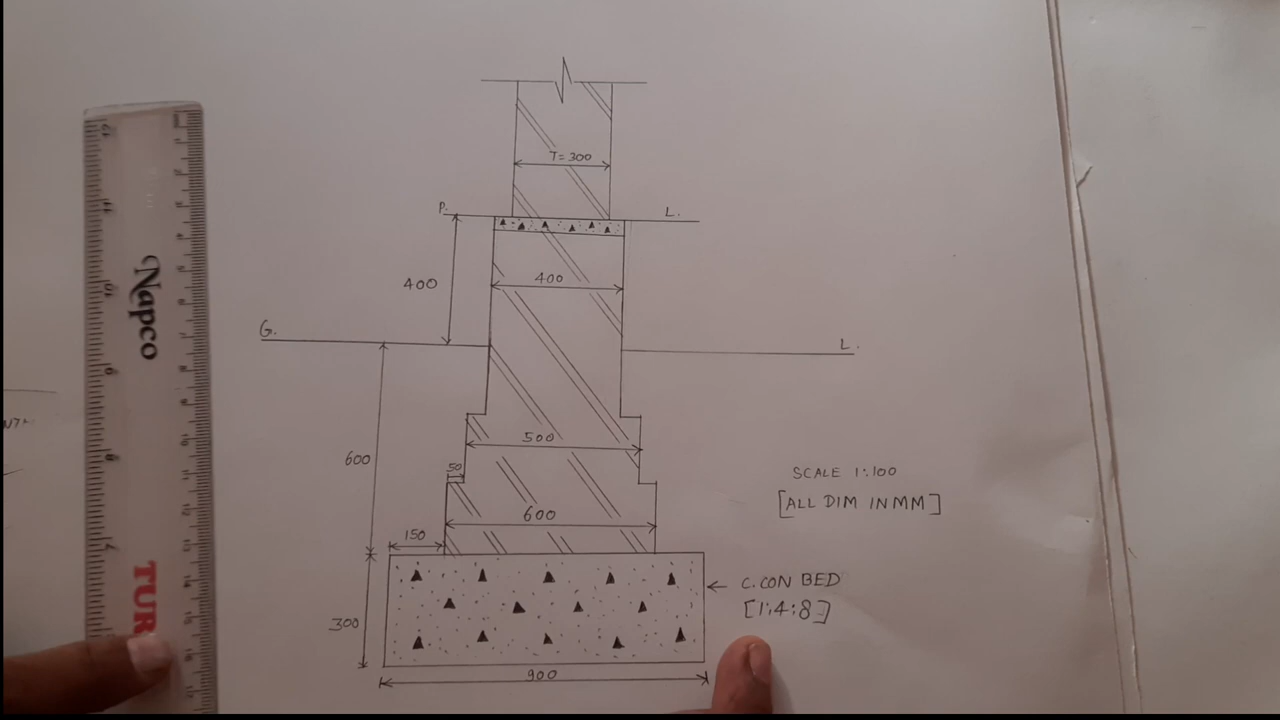 T=300
P. L.
400
400
G. L.
500
600
50
SCALE 1:100
[ALL DIM IN MM]
600
150
C.CON BED
[1:4:8]
300
900
Napco
TUR